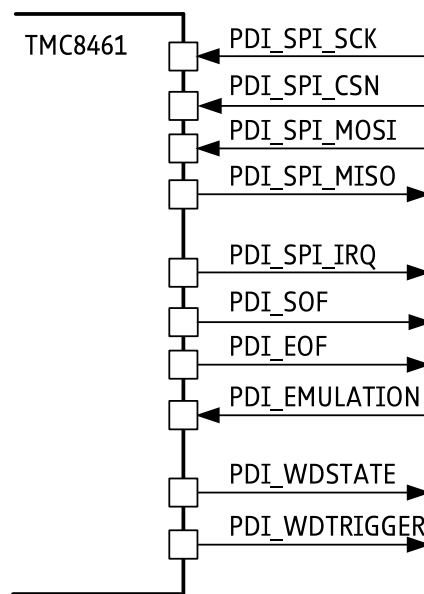 TMC8461
PDI_SPI_SCK
PDI_SPI_CSN
PDI_SPI_MOSI
PDI_SPI_MISO
PDI_SPI_IRQ
PDI_SOF
PDI_EOF
PDI_EMULATION
PDI_WDSTATE
PDI_WDTRIGGER